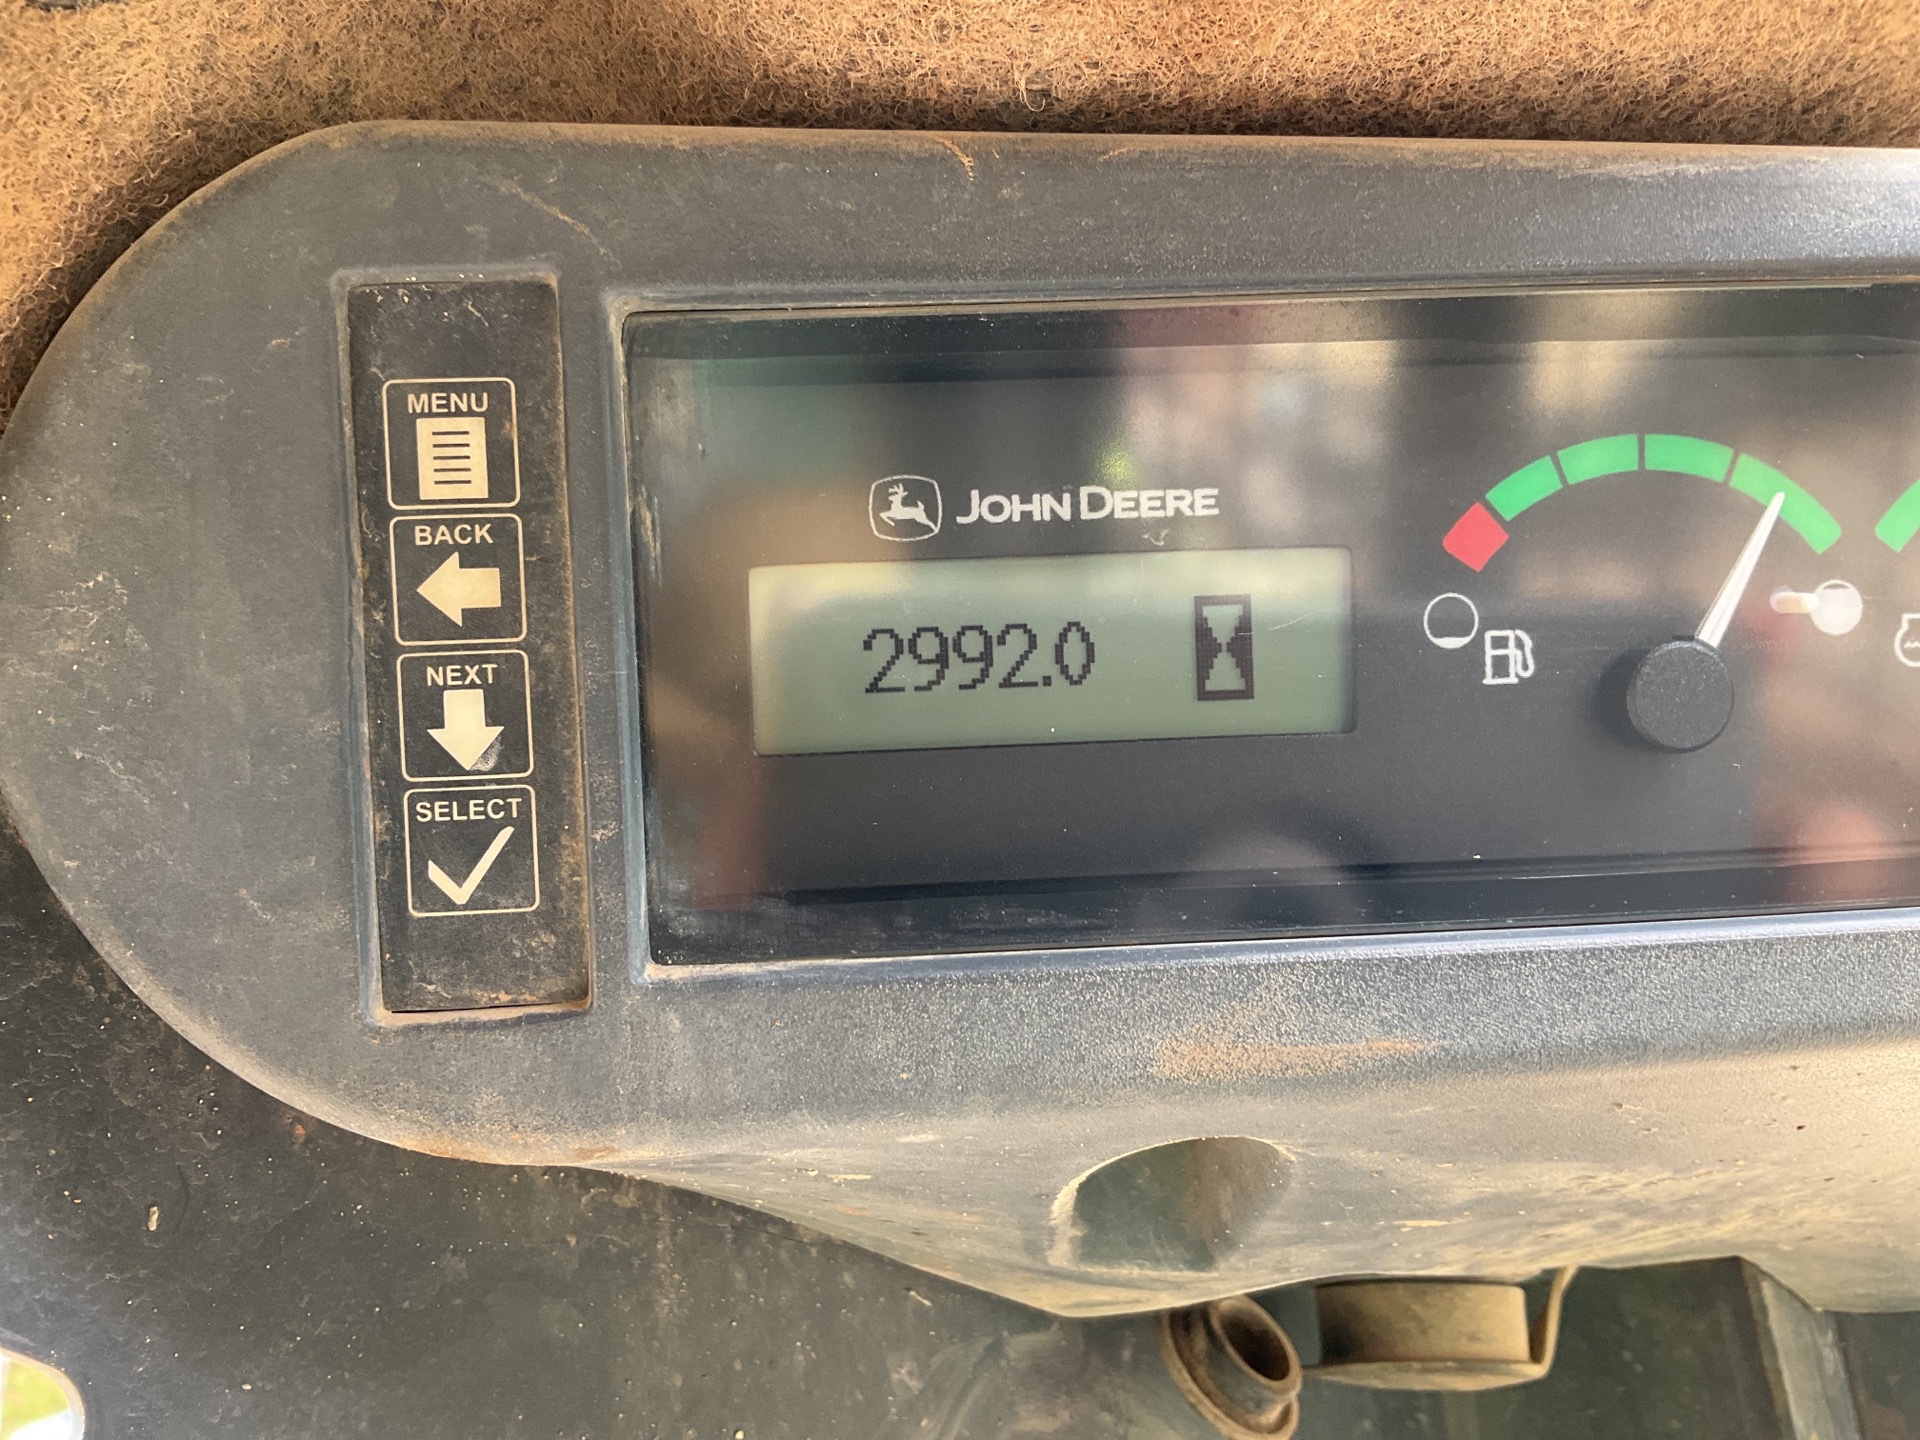 MENU
BACK
NEXT
SELECT
JOHN DEERE
2992.0